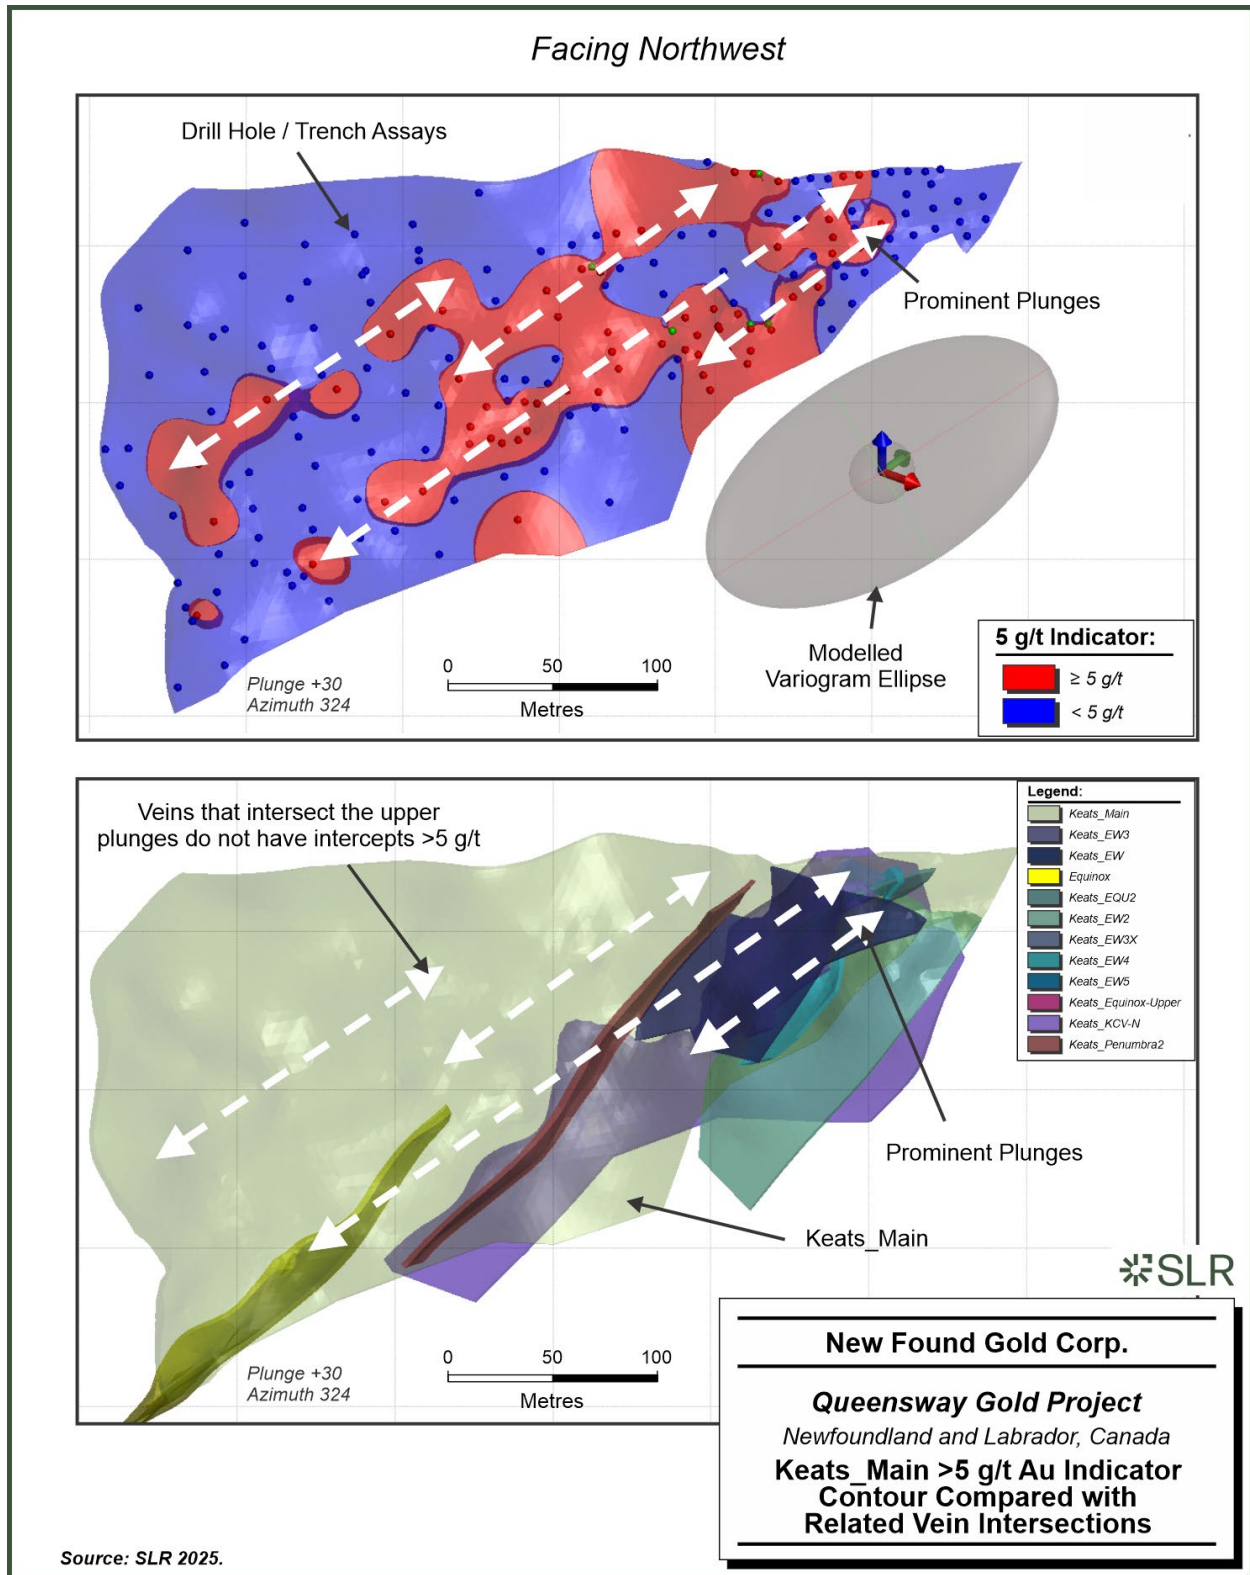 Facing Northwest
Drill Hole / Trench Assays
Prominent Plunges
Modelled
Variogram Ellipse
Plunge +30
Azimuth 324
0 50 100
Metres
5 g/t Indicator:
≥ 5 g/t
< 5 g/t
Veins that intersect the upper
plunges do not have intercepts >5 g/t
Legend:
Keats_Main
Keats_EW3
Keats_EW
Equinox
Keats_EQU2
Keats_EW2
Keats_EW3X
Keats_EW4
Keats_EW5
Keats_Equinox-Upper
Keats_KCV-N
Keats_Penumbra2
Prominent Plunges
Keats_Main
Plunge +30
Azimuth 324
0 50 100
Metres
SLR
New Found Gold Corp.
Queensway Gold Project
Newfoundland and Labrador, Canada
Keats_Main >5 g/t Au Indicator
Contour Compared with
Related Vein Intersections
Source: SLR 2025.